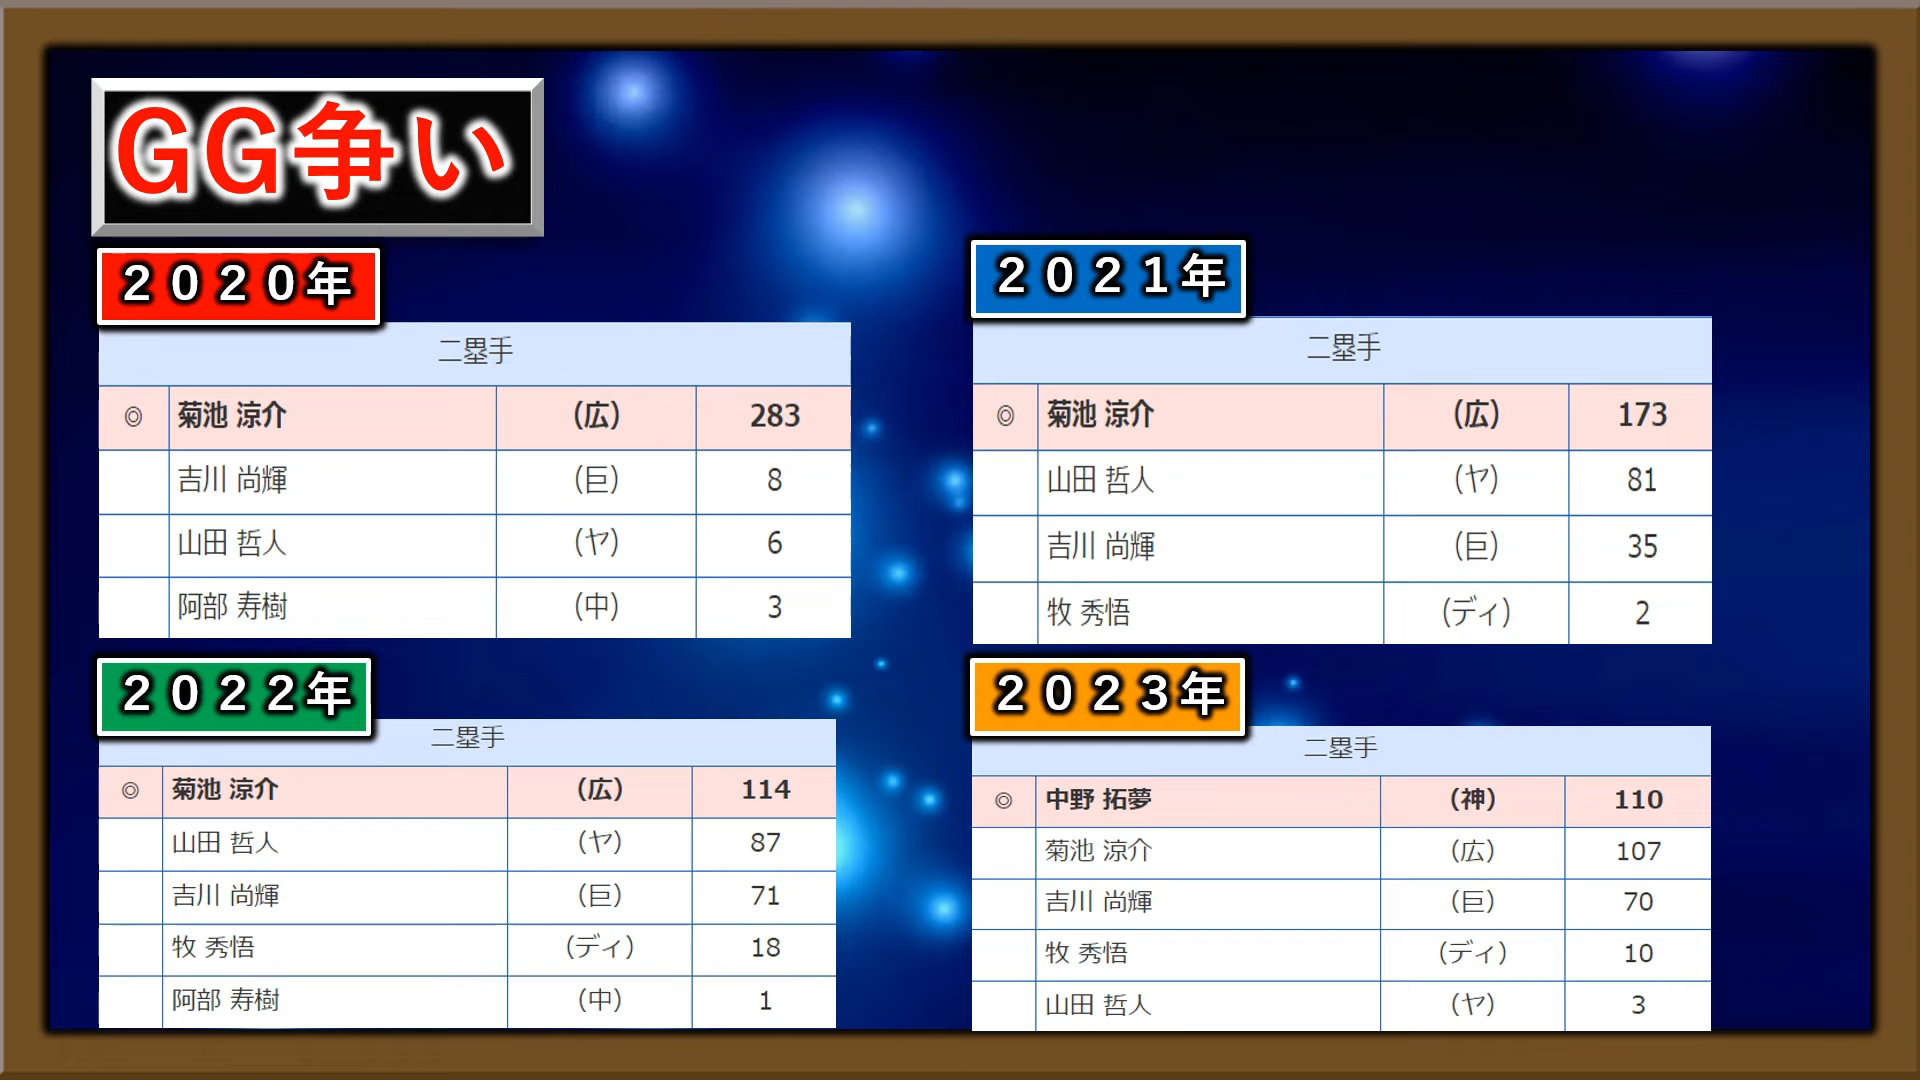 GG争い
２０２０年
二塁手
◎ 菊池 涼介 （広） 283
吉川 尚輝 （巨） 8
山田 哲人 （ヤ） 6
阿部 寿樹 （中） 3
２０２１年
二塁手
◎ 菊池 涼介 （広） 173
山田 哲人 （ヤ） 81
吉川 尚輝 （巨） 35
牧 秀悟 （ディ） 2
２０２２年
二塁手
◎ 菊池 涼介 （広） 114
山田 哲人 （ヤ） 87
吉川 尚輝 （巨） 71
牧 秀悟 （ディ） 18
阿部 寿樹 （中） 1
２０２３年
二塁手
◎ 中野 拓夢 （神） 110
菊池 涼介 （広） 107
吉川 尚輝 （巨） 70
牧 秀悟 （ディ） 10
山田 哲人 （ヤ） 3